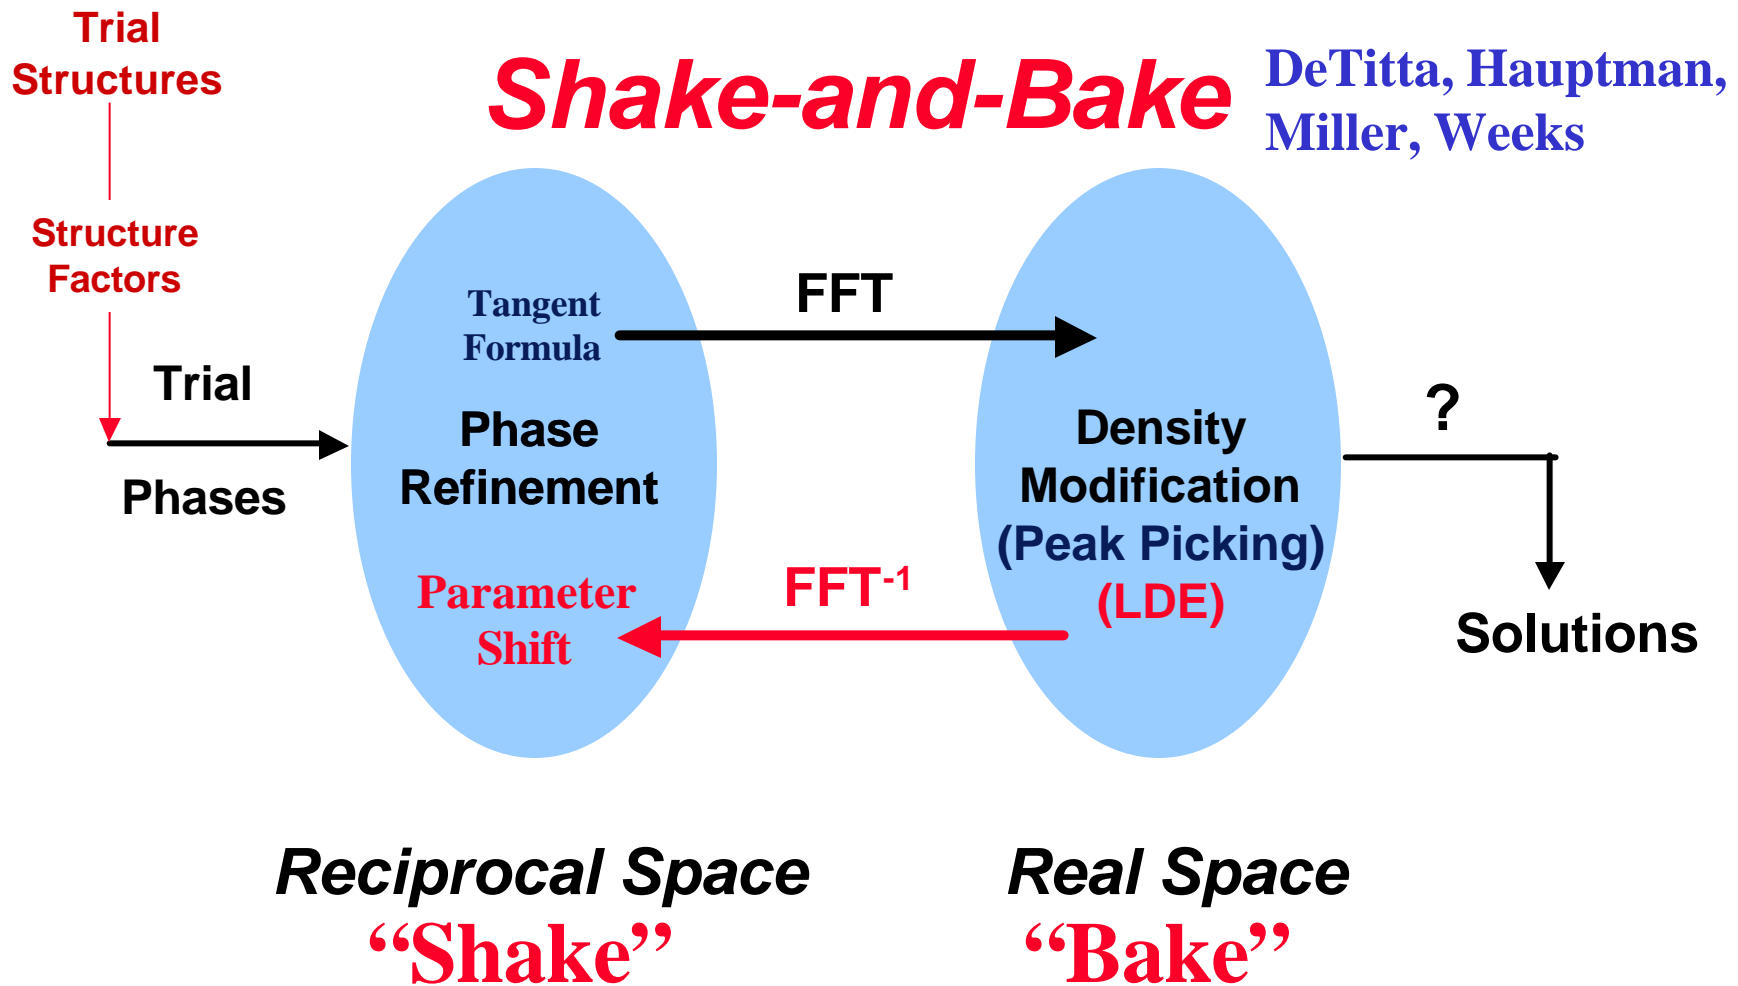 Trial
Structures
Shake-and-Bake
DeTitta, Hauptman,
Miller, Weeks
Structure
Factors
Trial
Phases
Tangent
Formula
FFT
Phase
Refinement
Parameter
Shift
FFT-1
Density
Modification
(Peak Picking)
(LDE)
?
Solutions
Reciprocal Space
“Shake”
Real Space
“Bake”